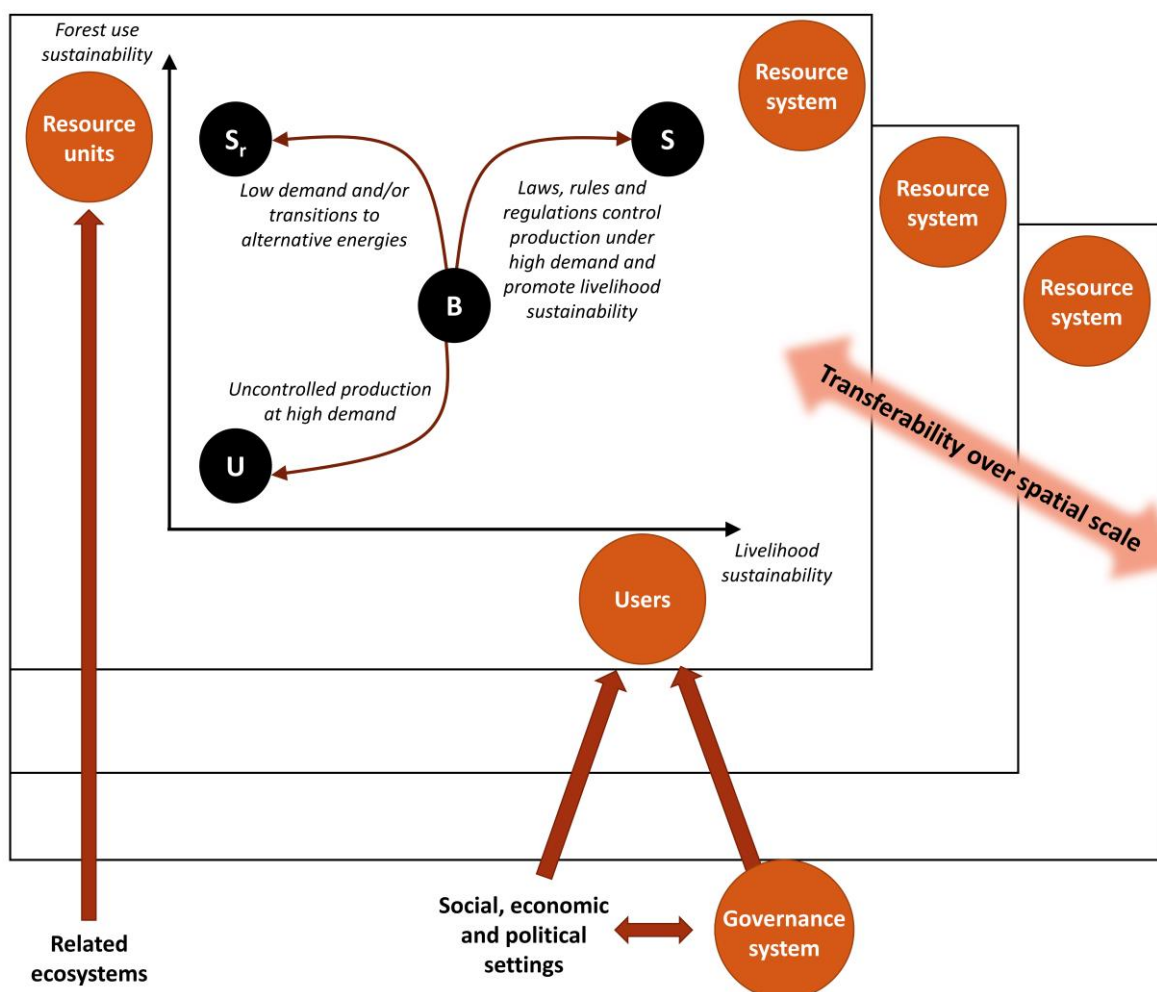 Forest use
sustainability
Resource
units
Resource
system
Resource
system
Resource
system
Sr
S
Low demand and/or
transitions to
alternative energies
Laws, rules and
regulations control
production under
high demand and
promote livelihood
sustainability
B
Uncontrolled production
at high demand
U
Transferability over spatial scale
Livelihood
sustainability
Users
Related
ecosystems
Social, economic
and political
settings
Governance
system